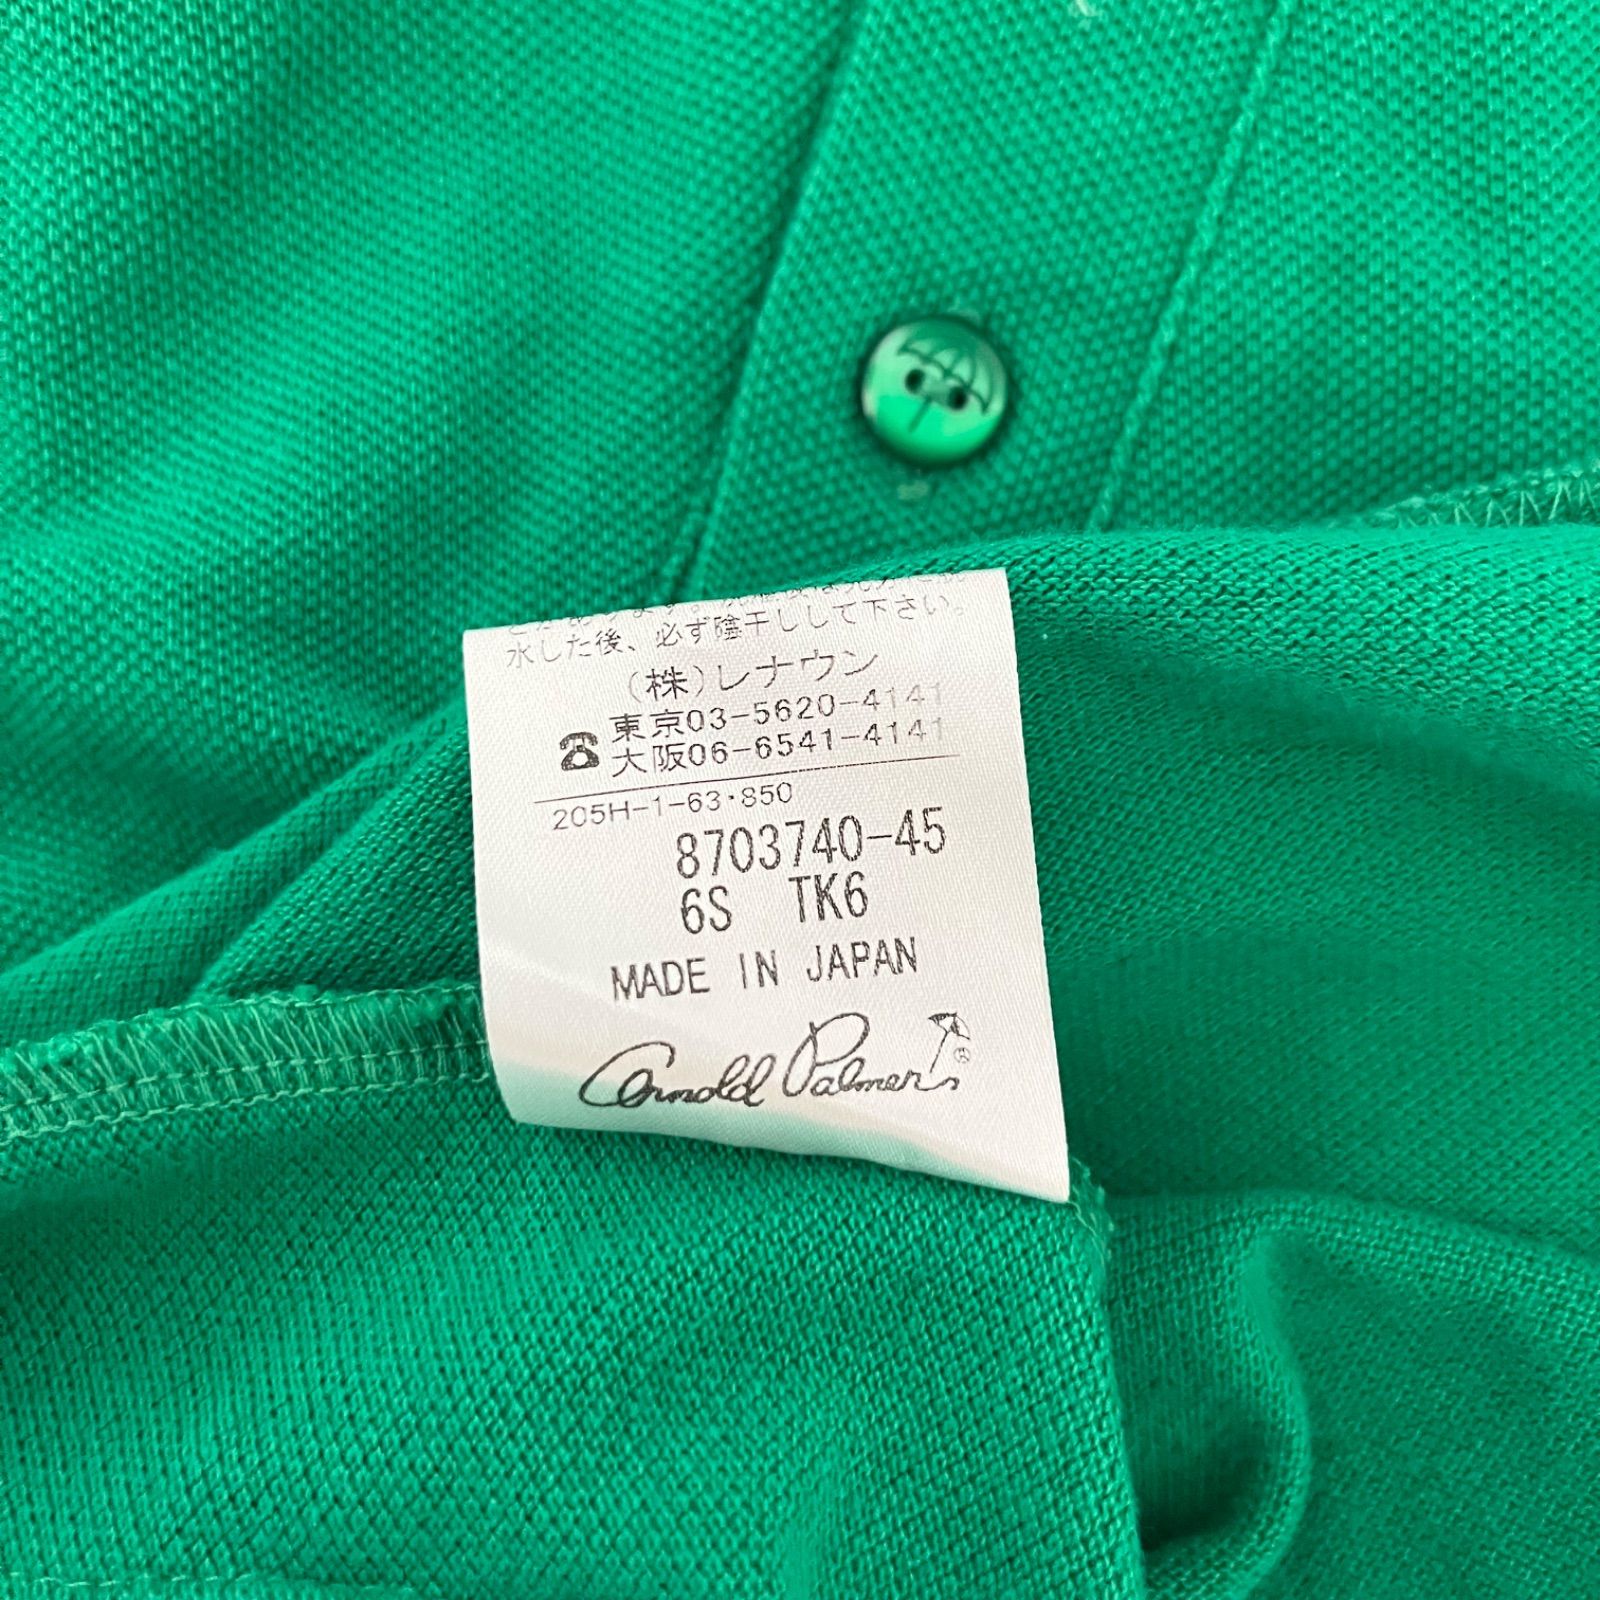 水した後、必ず陰干しして下さい。
(株)レナウン
東京03-5620-4141
大阪06-6541-4141
205H-1-63・850
8703740-45
6S TK6
MADE IN JAPAN
Arnold Palmer ®